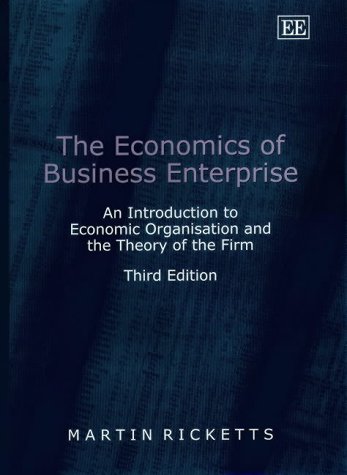 EE
The Economics of
Business Enterprise
An Introduction to
Economic Organisation and
the Theory of the Firm
Third Edition
MARTIN RICKETTS